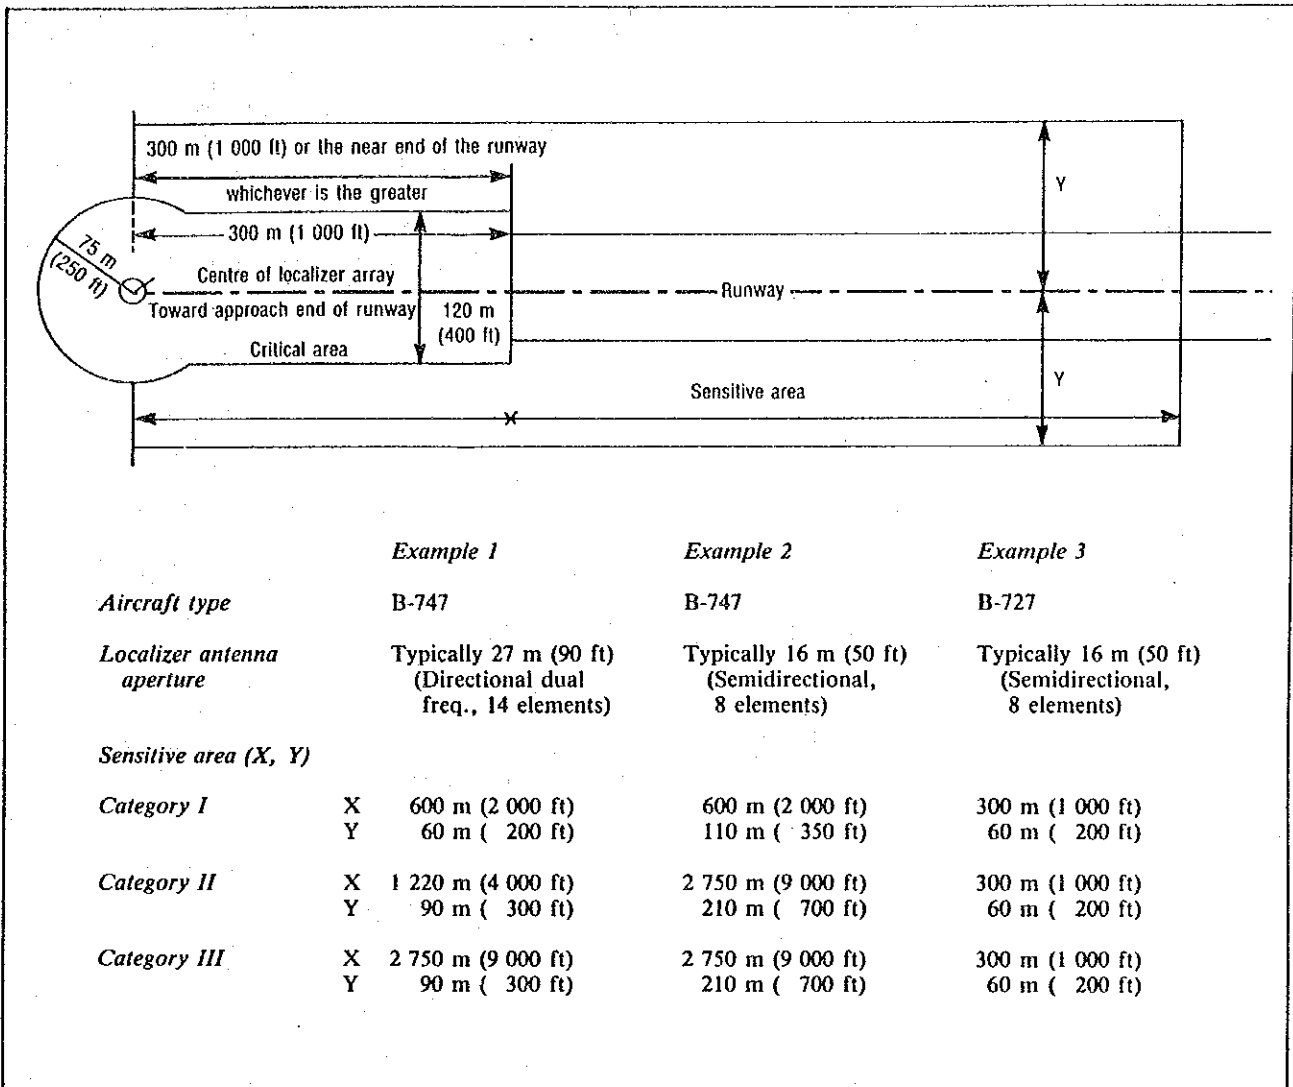 300 m (1 000 ft) or the near end of the runway
whichever is the greater
300 m (1 000 ft)
75 m
(250 ft)
Centre of localizer array
Toward approach end of runway
120 m
(400 ft)
Critical area
Runway
Y
Y
Sensitive area
X
Example 1 Example 2 Example 3
Aircraft type B-747 B-747 B-727
Localizer antenna Typically 27 m (90 ft) Typically 16 m (50 ft) Typically 16 m (50 ft)
aperture (Directional dual (Semidirectional, (Semidirectional,
freq., 14 elements) 8 elements) 8 elements)
Sensitive area (X, Y)
Category I X 600 m (2 000 ft) 600 m (2 000 ft) 300 m (1 000 ft)
Y 60 m ( 200 ft) 110 m ( 350 ft) 60 m ( 200 ft)
Category II X 1 220 m (4 000 ft) 2 750 m (9 000 ft) 300 m (1 000 ft)
Y 90 m ( 300 ft) 210 m ( 700 ft) 60 m ( 200 ft)
Category III X 2 750 m (9 000 ft) 2 750 m (9 000 ft) 300 m (1 000 ft)
Y 90 m ( 300 ft) 210 m ( 700 ft) 60 m ( 200 ft)